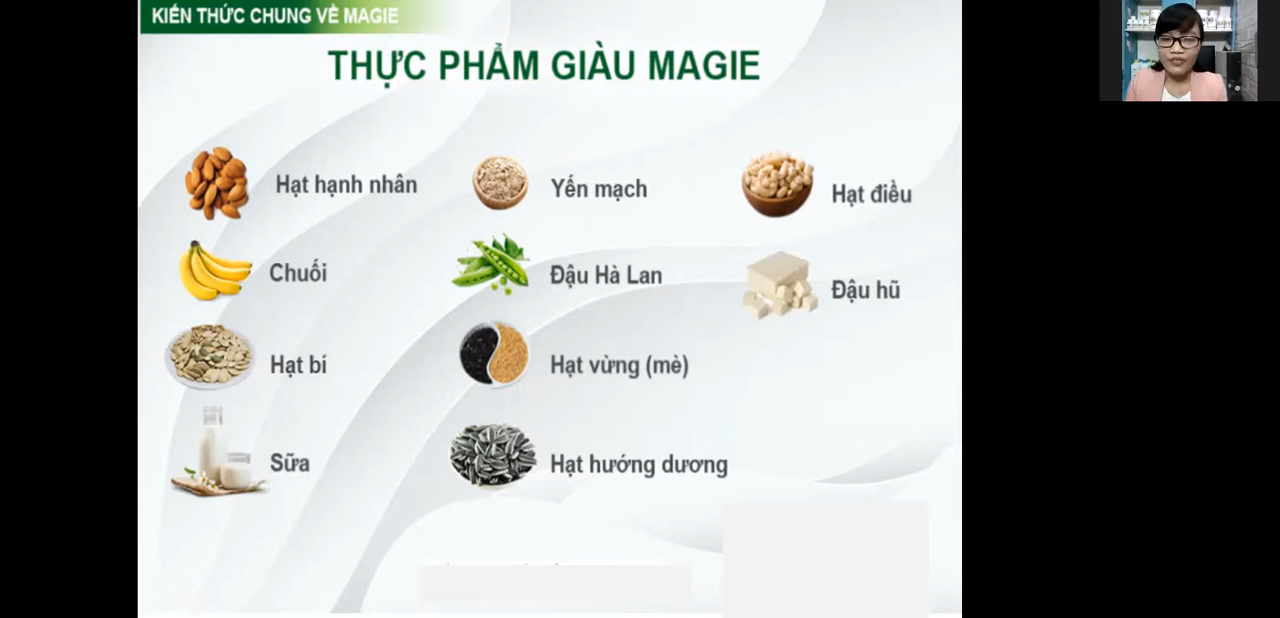 KIẾN THỨC CHUNG VỀ MAGIE
THỰC PHẨM GIÀU MAGIE
Hạt hạnh nhân
Yến mạch
Hạt điều
Chuối
Đậu Hà Lan
Đậu hũ
Hạt bí
Hạt vừng (mè)
Sữa
Hạt hướng dương